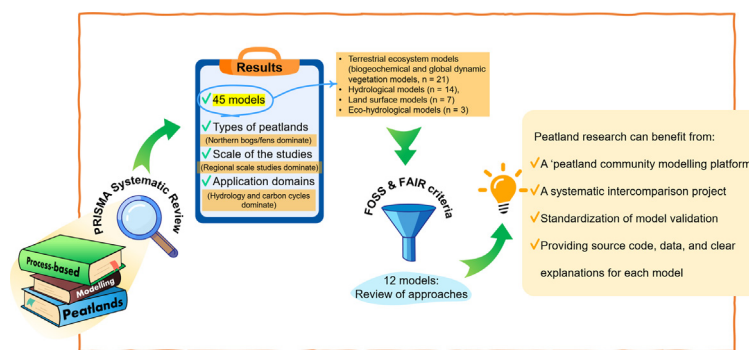 Process-based
Modelling
Peatlands
PRISMA Systematic Review
Results
✓45 models
✓Types of peatlands
(Northern bogs/fens dominate)
✓Scale of the studies
(Regional scale studies dominate)
✓Application domains
(Hydrology and carbon cycles
dominate)
• Terrestrial ecosystem models
(biogeochemical and global dynamic
vegetation models, n = 21)
• Hydrological models (n = 14),
• Land surface models (n = 7)
• Eco-hydrological models (n = 3)
FOSS & FAIR criteria
12 models:
Review of approaches
Peatland research can benefit from:
✓A ‘peatland community modelling platform
✓A systematic intercomparison project
✓Standardization of model validation
✓Providing source code, data, and clear
explanations for each model